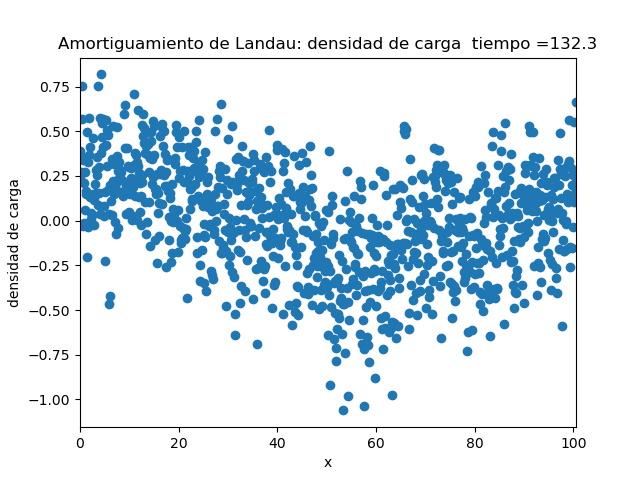 Amortiguamiento de Landau: densidad de carga  tiempo =132.3
densidad de carga
0.75
0.50
0.25
0.00
−0.25
−0.50
−0.75
−1.00
0 20 40 60 80 100
x